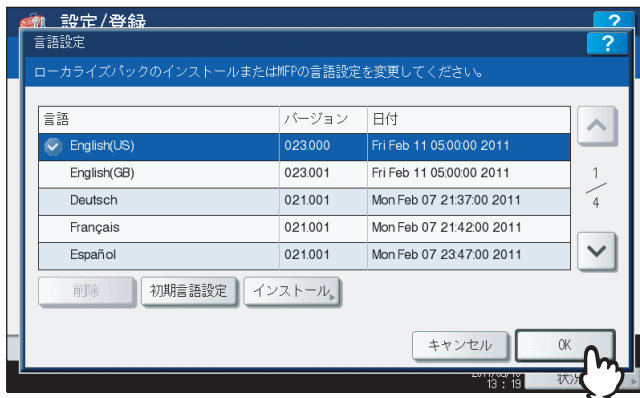 設定/登録
?
言語設定
?
ローカライズパックのインストールまたはMFPの言語設定を変更してください。
言語 バージョン 日付
English(US) 023.000 Fri Feb 11 05:00:00 2011
English(GB) 023.001 Fri Feb 11 05:00:00 2011
Deutsch 021.001 Mon Feb 07 21:37:00 2011
Français 021.001 Mon Feb 07 21:42:00 2011
Español 021.001 Mon Feb 07 23:47:00 2011
1
4
削除 初期言語設定 インストール
キャンセル OK
13:19